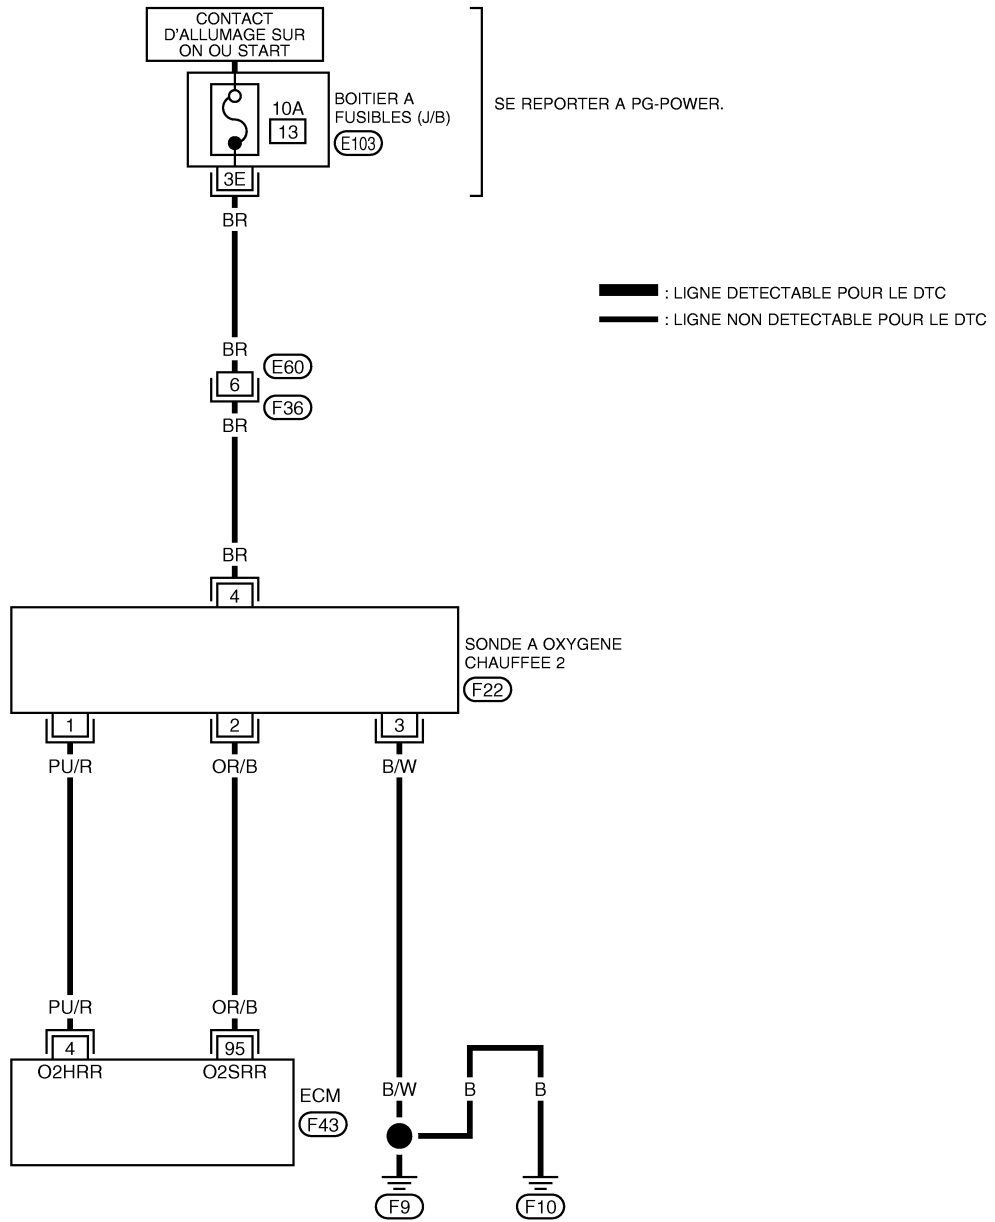 CONTACT
D'ALLUMAGE SUR
ON OU START
10A
13
BOITIER A
FUSIBLES (J/B)
E103
SE REPORTER A PG-POWER.
3E
BR
: LIGNE DETECTABLE POUR LE DTC
: LIGNE NON DETECTABLE POUR LE DTC
BR
E60
6
F36
BR
BR
4
SONDE A OXYGENE
CHAUFFEE 2
F22
1 2 3
PU/R OR/B B/W
PU/R OR/B
4 95
O2HRR O2SRR
ECM
F43
B/W B B
F9 F10